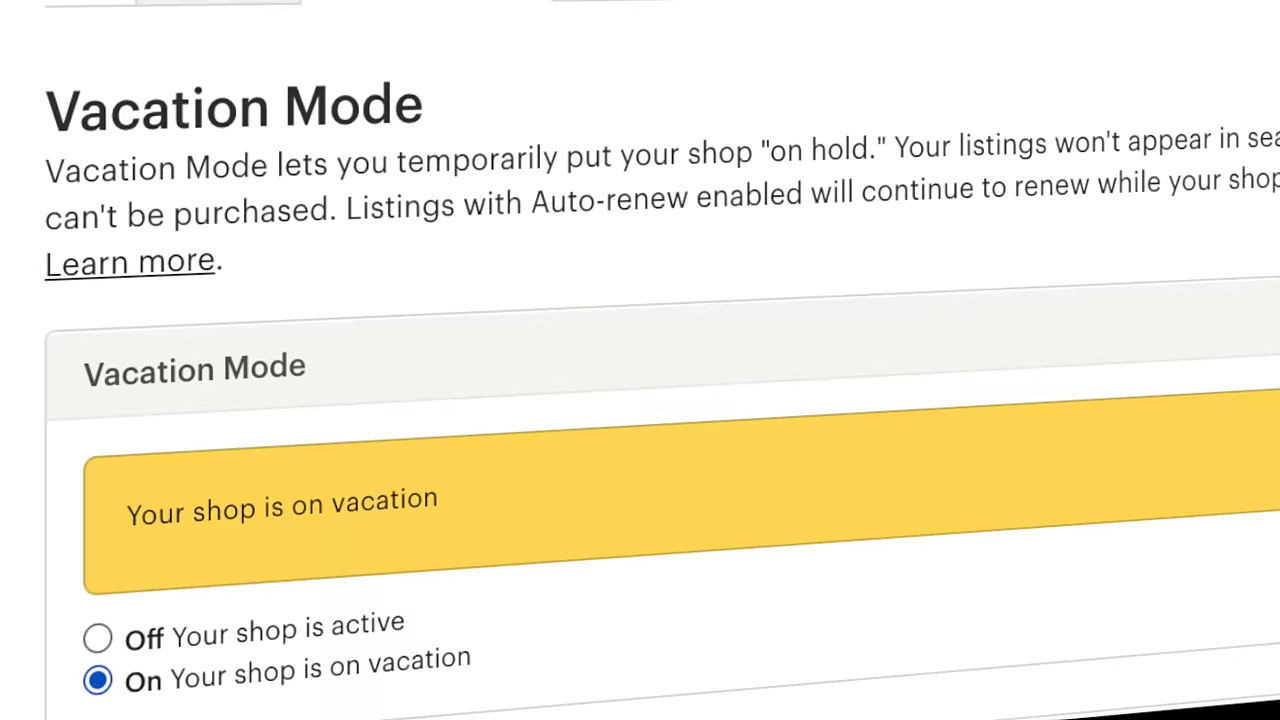 Vacation Mode
Vacation Mode lets you temporarily put your shop "on hold." Your listings won't appear in
can't be purchased. Listings with Auto-renew enabled will continue to renew while your shop
Learn more.
Vacation Mode
Your shop is on vacation
Off Your shop is active
On Your shop is on vacation